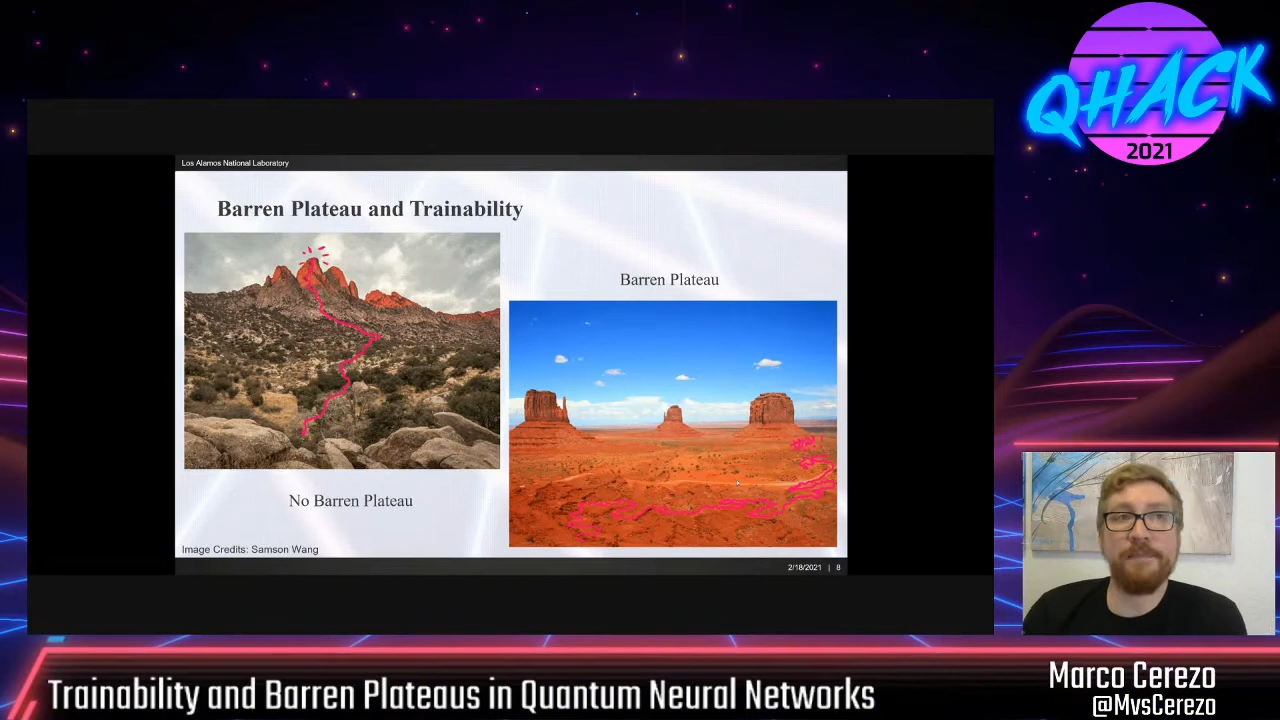 QHACK
2021
Los Alamos National Laboratory
Barren Plateau and Trainability
Barren Plateau
No Barren Plateau
Image Credits: Samson Wang
2/18/2021 | 8
Trainability and Barren Plateaus in Quantum Neural Networks
Marco Cerezo
@MvsCerezo